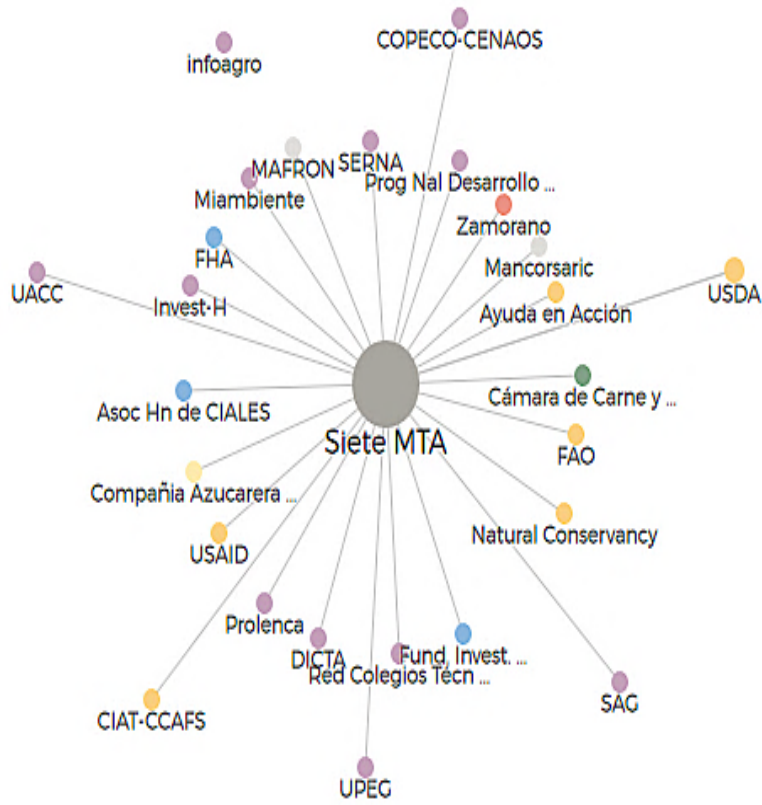 COPECO-CENAOS
infoagro
MAFRON
SERNA
Prog Nal Desarrollo ...
Miambiente
Zamorano
FHA
Mancorsaric
UACC
Invest-H
Ayuda en Acción
USDA
Asoc Hn de CIALES
Cámara de Carne y ...
Siete MTA
FAO
Compañia Azucarera ...
Natural Conservancy
USAID
Prolenca
DICTA
Fund, Invest. ...
Red Colegios Técn ...
SAG
CIAT-CCAFS
UPEG